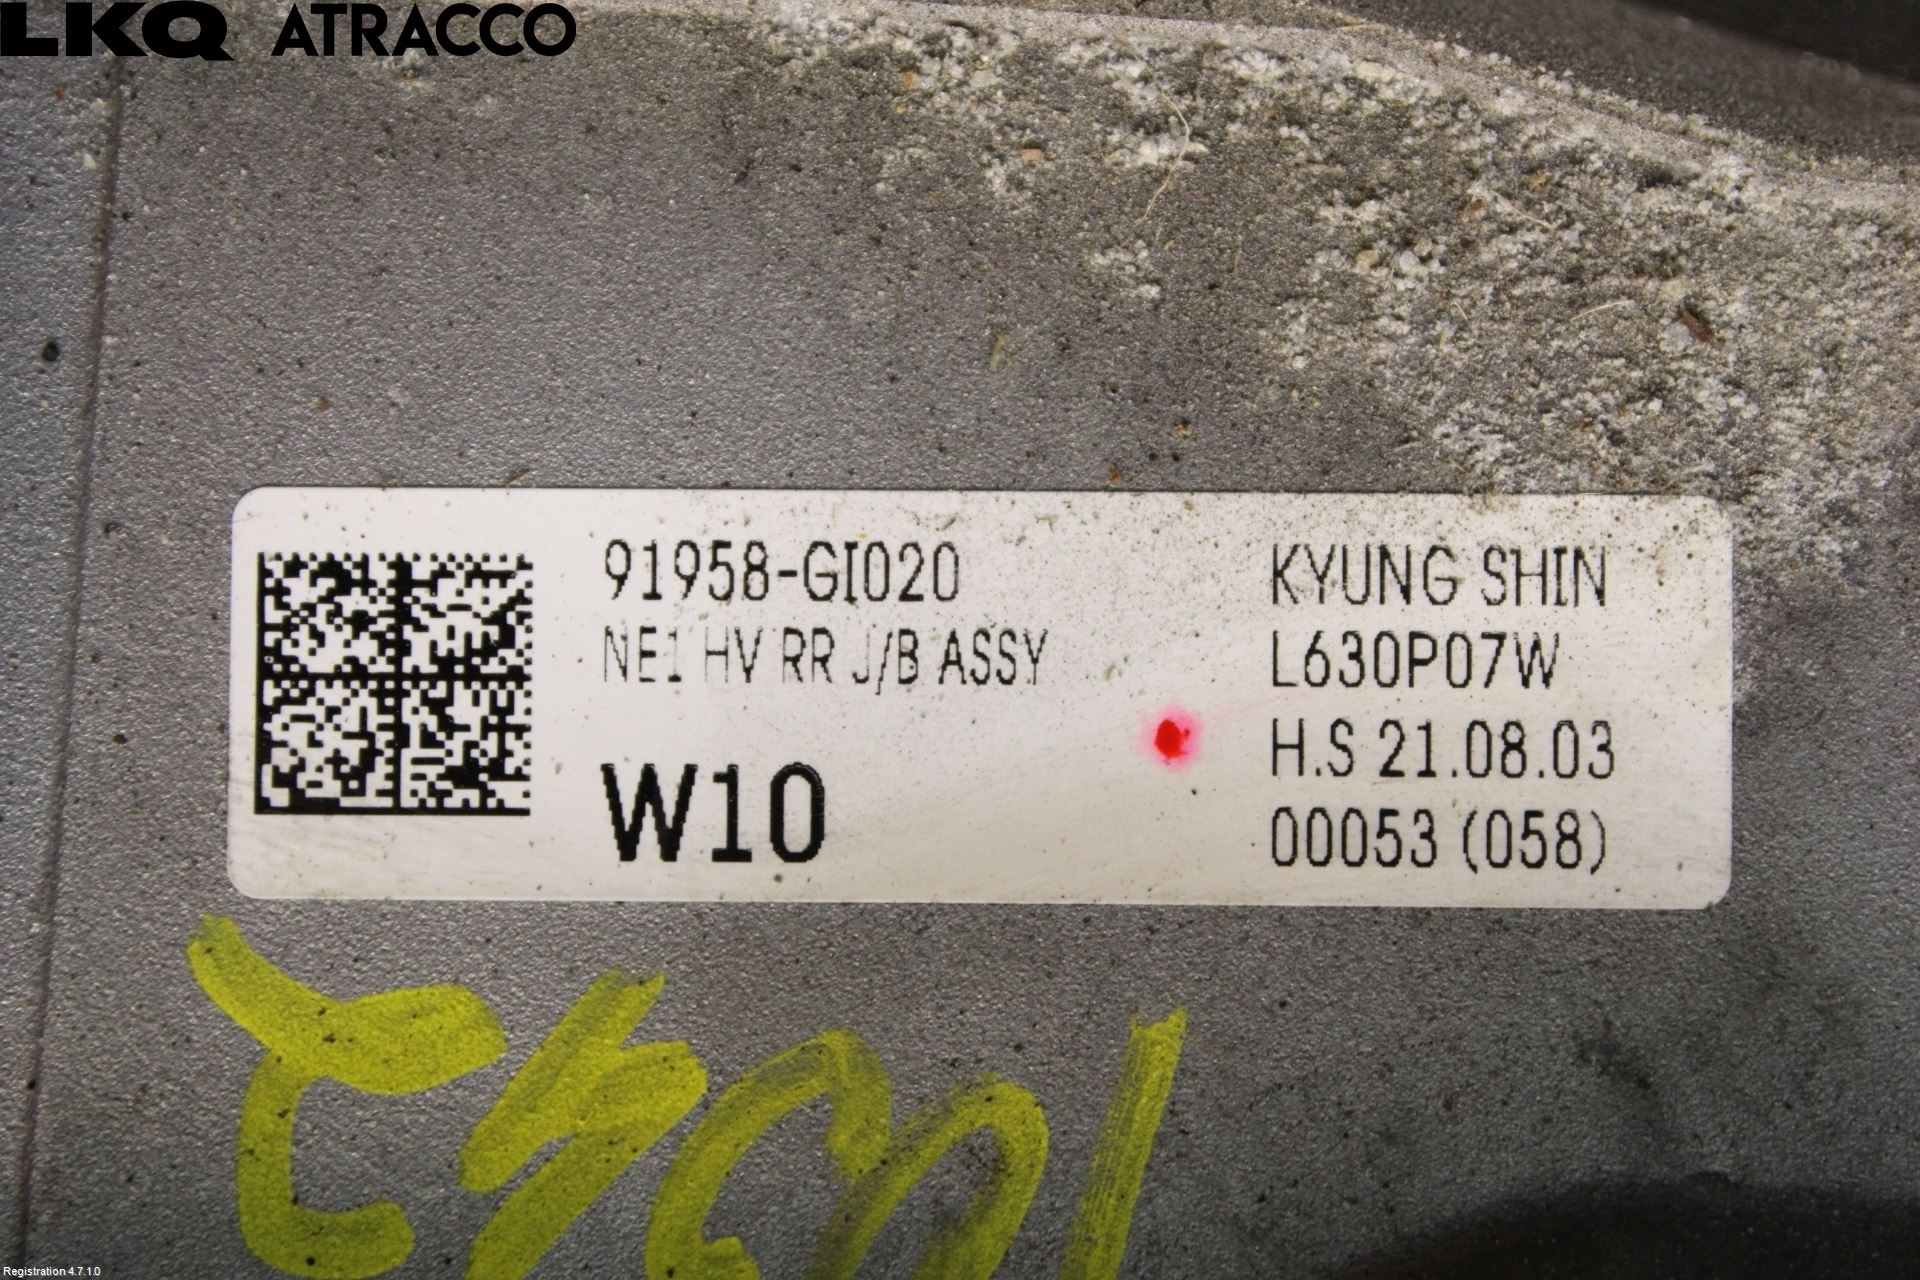 LKQ ATRACCO
91958-GI020
NE1 HV RR J/B ASSY
W10
KYUNG SHIN
L630P07W
H.S 21.08.03
00053 (058)
Registration 4.7.1.0